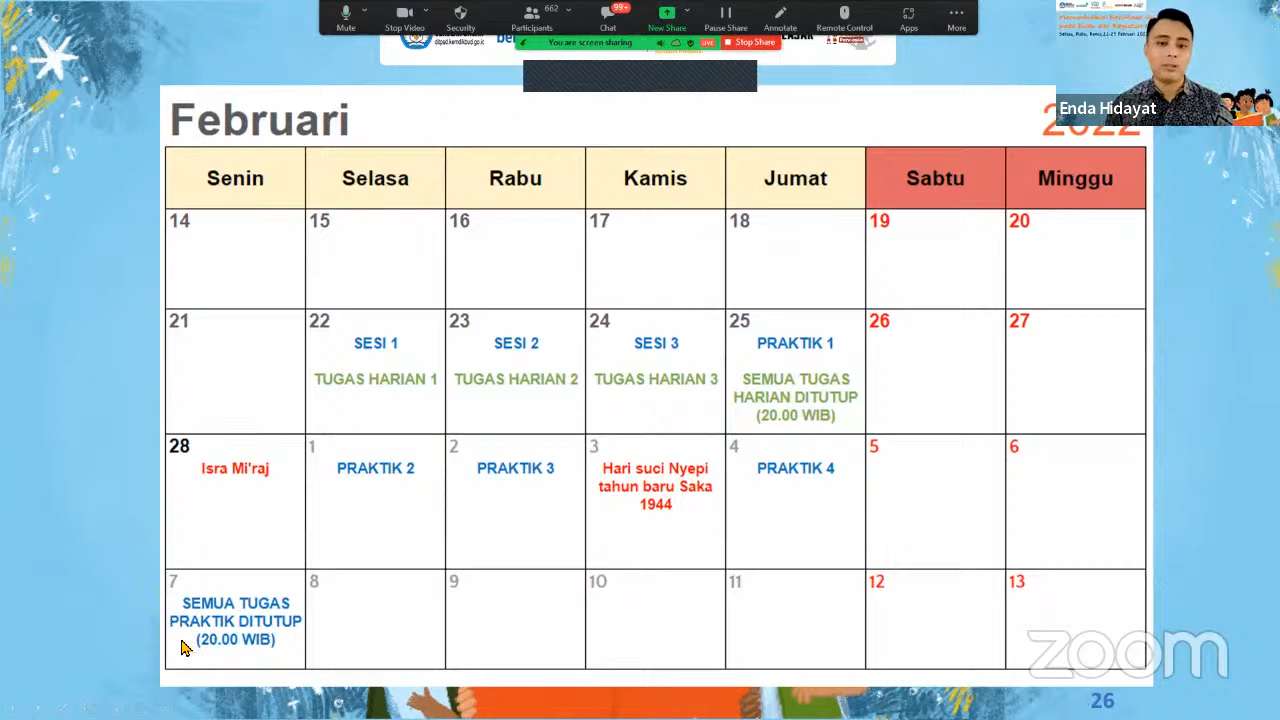 Mute
Stop Video
Security
662
Participants
99+
Chat
New Share
Pause Share
Annotate
Remote Control
Apps
More
You are screen sharing
LIVE
Stop Share
ditpsd.kemdikbud.go.id
Enda Hidayat
Februari
2022
Senin
Selasa
Rabu
Kamis
Jumat
Sabtu
Minggu
14
15
16
17
18
19
20
21
22
SESI 1
TUGAS HARIAN 1
23
SESI 2
TUGAS HARIAN 2
24
SESI 3
TUGAS HARIAN 3
25
PRAKTIK 1
SEMUA TUGAS
HARIAN DITUTUP
(20.00 WIB)
26
27
28
Isra Mi'raj
1
PRAKTIK 2
2
PRAKTIK 3
3
Hari suci Nyepi
tahun baru Saka
1944
4
PRAKTIK 4
5
6
7
SEMUA TUGAS
PRAKTIK DITUTUP
(20.00 WIB)
8
9
10
11
12
13
zoom
26